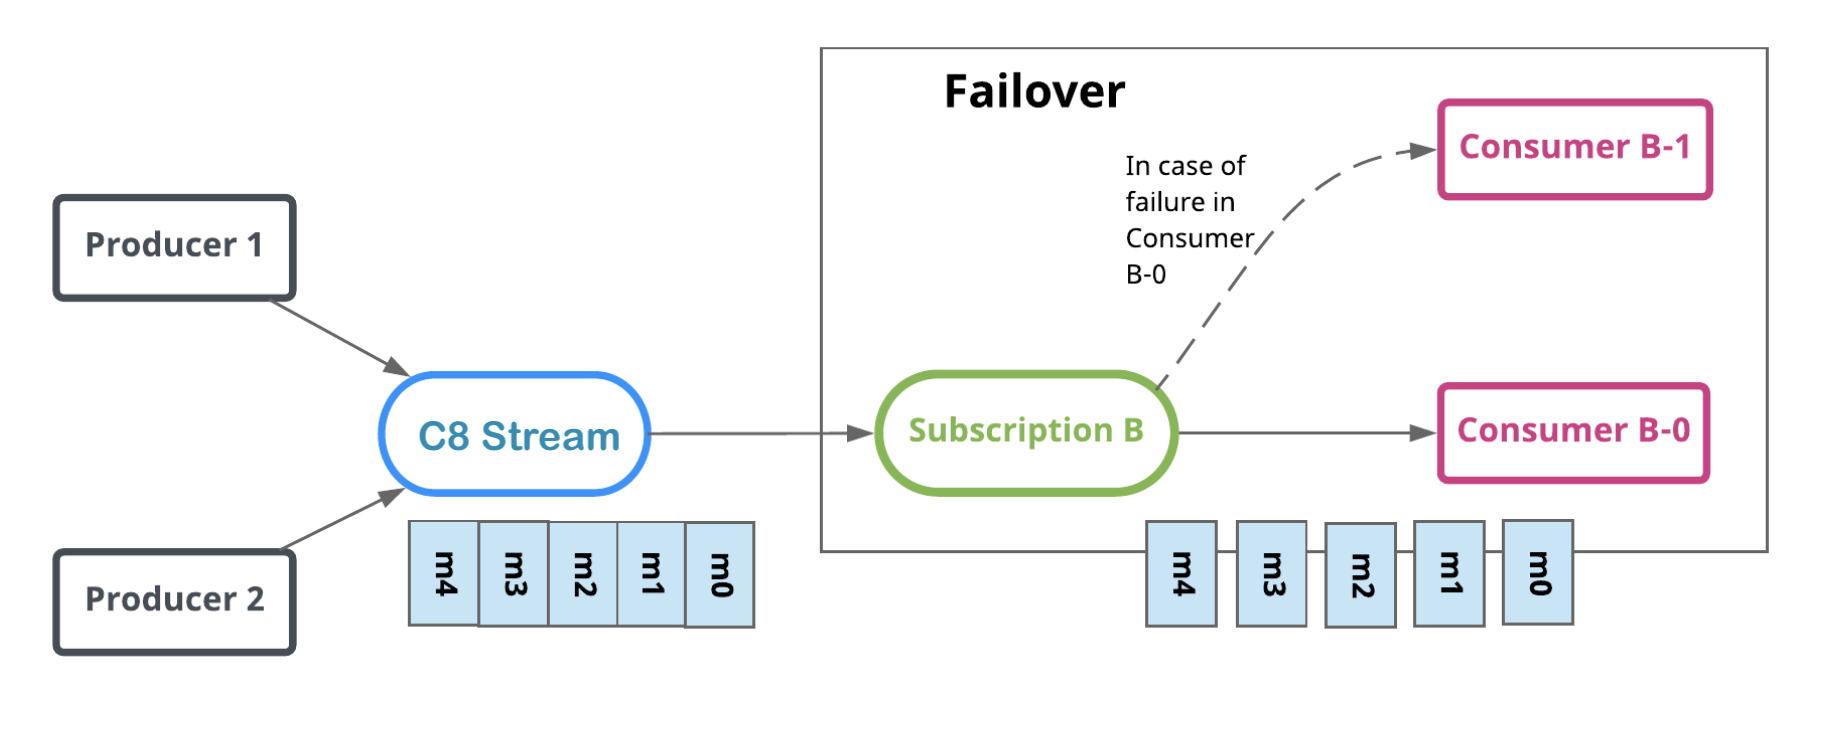 Failover
Consumer B-1
In case of
failure in
Consumer
B-0
Producer 1
C8 Stream
Subscription B
Consumer B-0
Producer 2
m4
m3
m2
m1
m0
m4
m3
m2
m1
m0